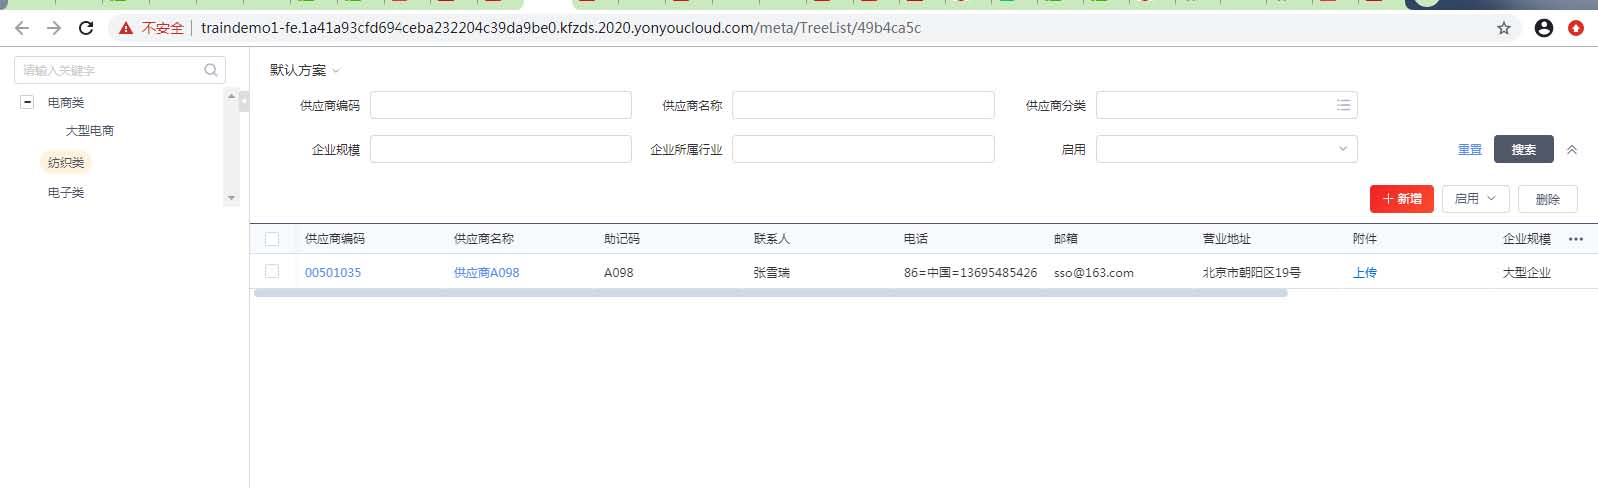 不安全 traindemo1-fe.1a41a93cfd694ceba232204c39da9be0.kfzds.2020.yonyoucloud.com/meta/TreeList/49b4ca5c
请输入关键字
电商类
大型电商
纺织类
电子类
默认方案
供应商编码 供应商名称 供应商分类
企业规模 企业所属行业 启用 重置 搜索
新增 启用 删除
供应商编码 供应商名称 助记码 联系人 电话 邮箱 营业地址 附件 企业规模
00501035 供应商A098 A098 张雪瑞 86=中国=13695485426 sso@163.com 北京市朝阳区19号 上传 大型企业